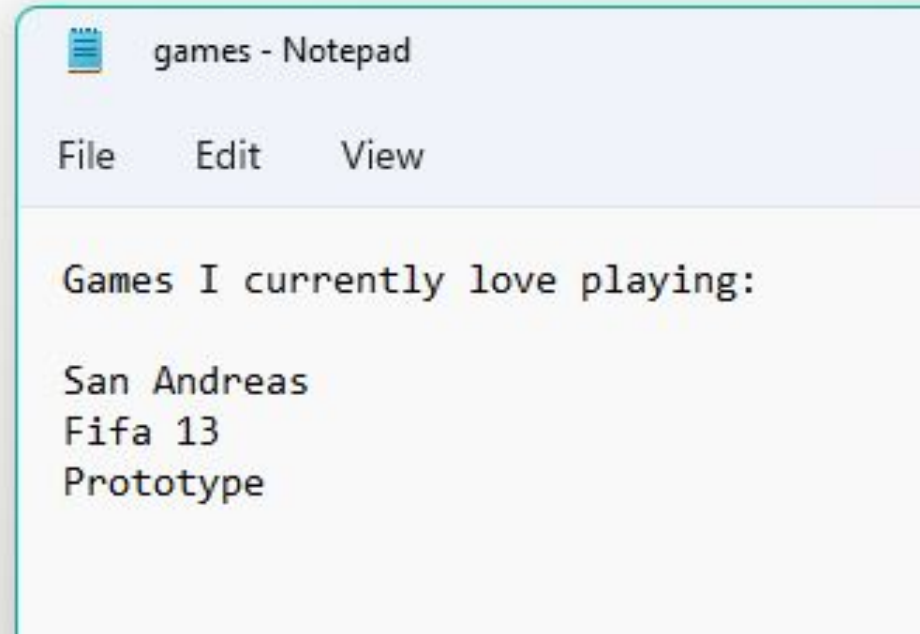 games - Notepad
File Edit View
Games I currently love playing:
San Andreas
Fifa 13
Prototype